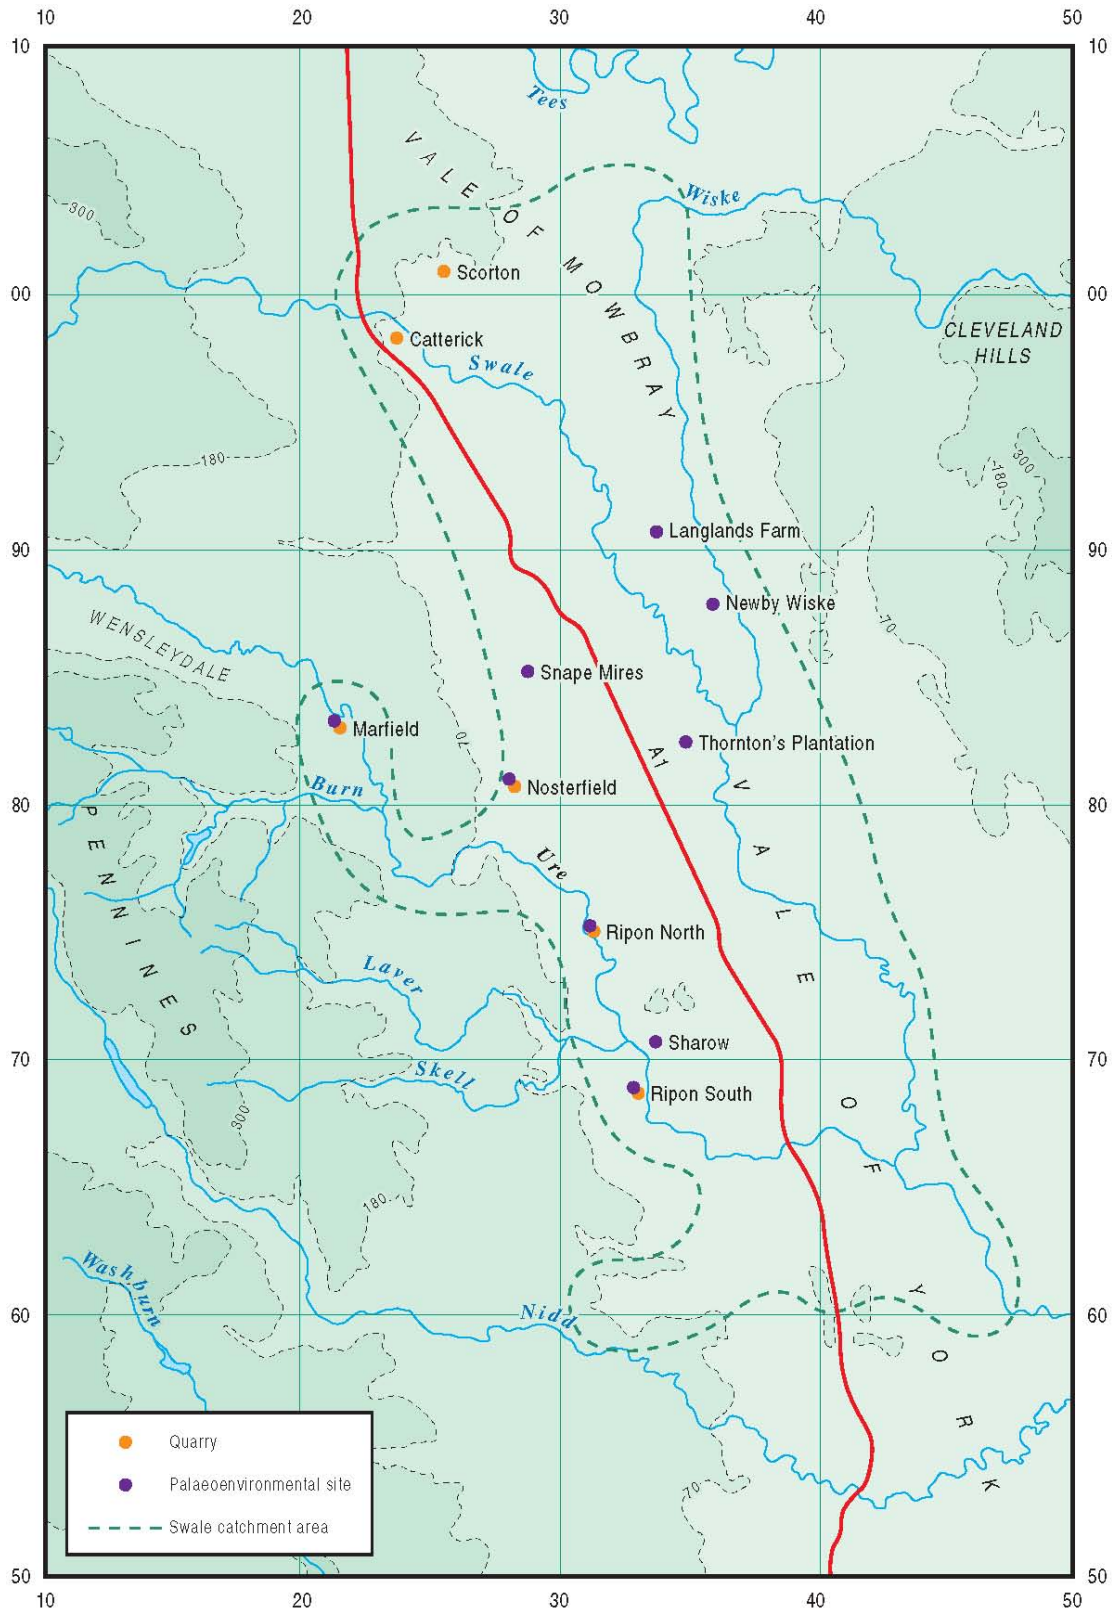 10
20
30
40
50
10
10
Tees
VALE OF MOWBRAY
Wiske
300
Scorton
00
00
CLEVELAND
HILLS
Catterick
Swale
180
300
180
Langlands Farm
90
90
Newby Wiske
WENSLEYDALE
70
Snape Mires
Marfield
70
Thornton's Plantation
A1
Burn
Nosterfield
80
80
PENNINES
Ure
VALE OF YORK
Ripon North
Laver
Sharow
70
70
Skell
Ripon South
300
180
Washburn
Nidd
60
60
Quarry
Palaeoenvironmental site
Swale catchment area
70
50
50
10
20
30
40
50